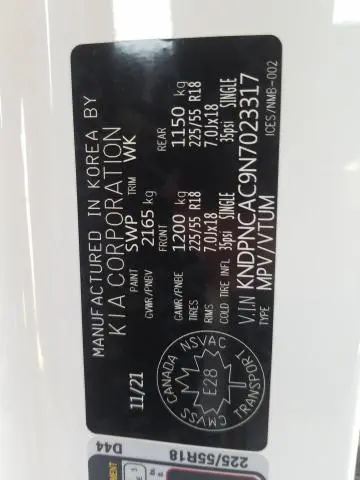 MANUFACTURED IN KOREA BY
KIA CORPORATION
SWP WK
PAINT TRIM
11/21 2165 kg
GVWR/PNBV FRONT REAR
1200 kg 1150 kg
GAWR/PNBE
TIRES 225/55 R18 225/55 R18
RIMS 7.0Jx18 7.0Jx18
COLD TIRE INFL 35psi SINGLE 35psi SINGLE
V.I.N KNDPNCAC9N7023317
TYPE MPV/VTUM
ICES/NMB-002
CANADA NSVAC
E28
TRANSPORT CMVSS
225/55R18
D44